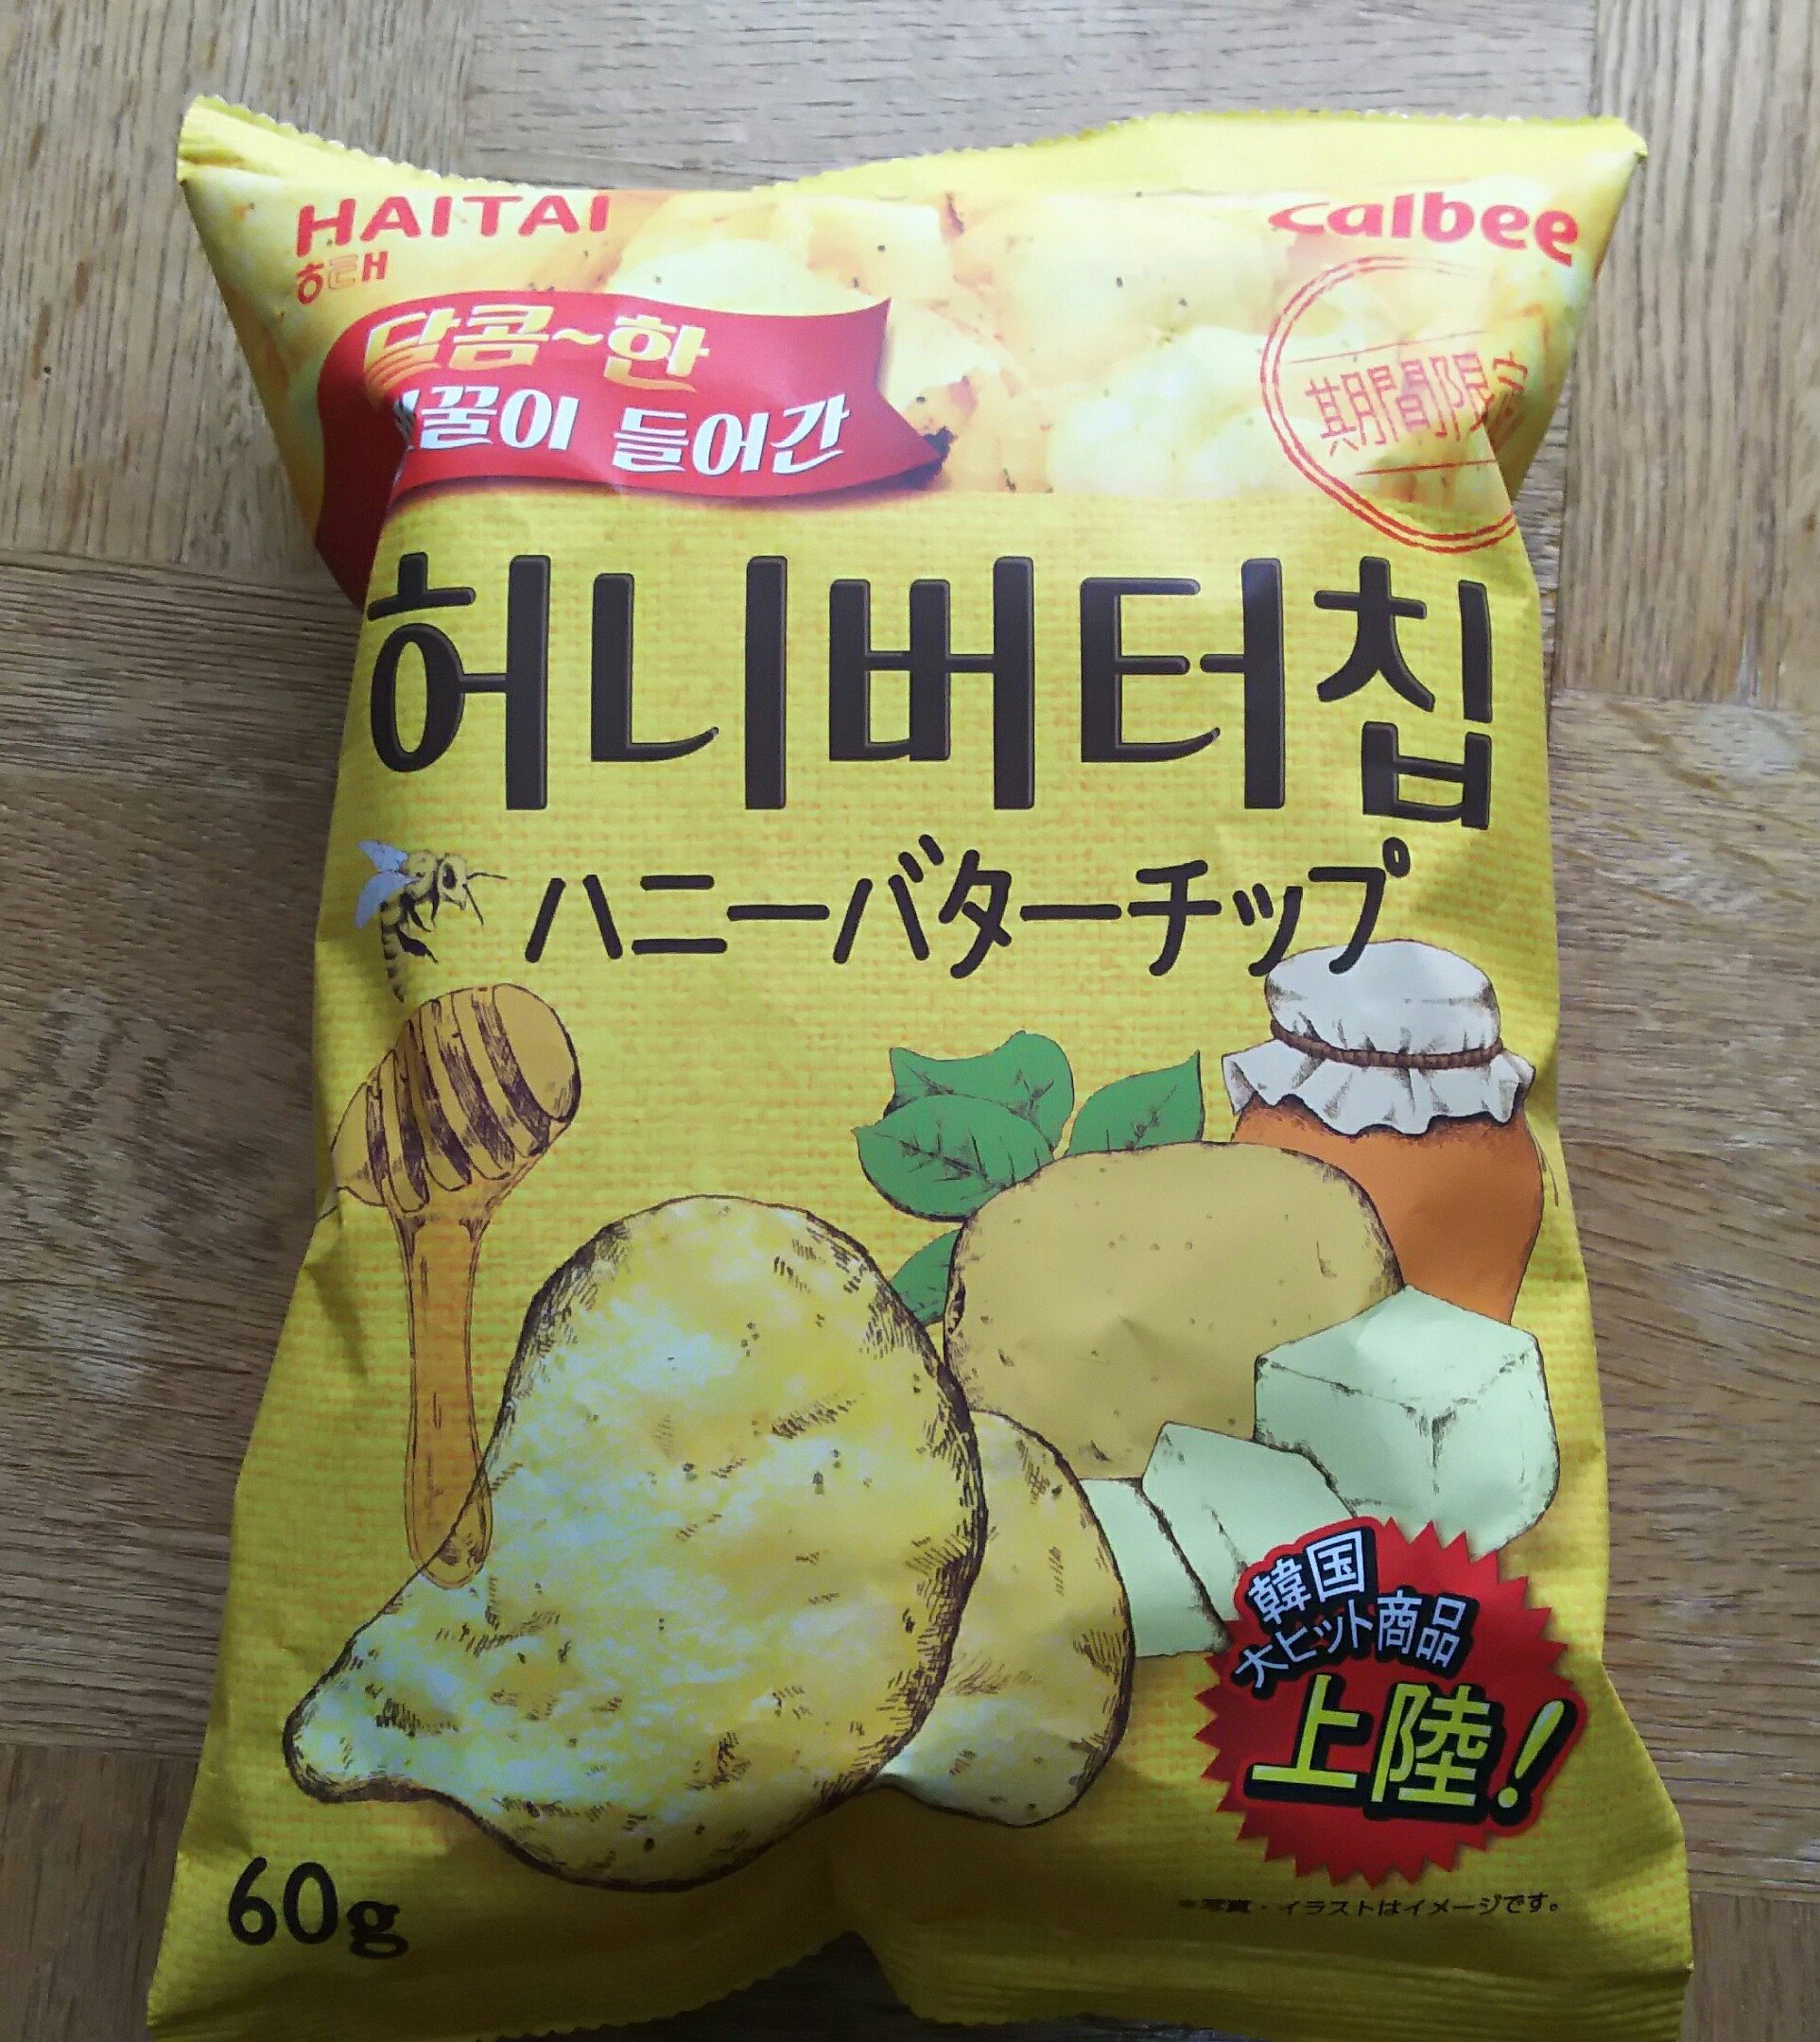 HAITAI
해태
Calbee
달콤~한
꿀이 들어간
期間限定
허니버터칩
ハニーバターチップ
韓国
大ヒット商品
上陸!
60g
※写真・イラストはイメージです。